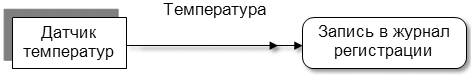 Температура
Датчик
температур
Запись в журнал
регистрации